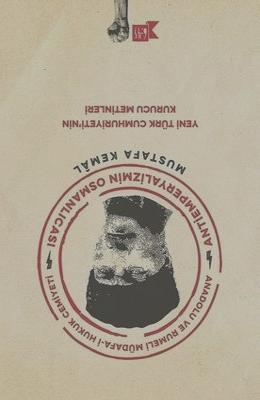 ANADOLU VE RUMELİ MÜDAFA-İ HUKUK CEMİYETİ
ANTİEMPERYALİZMİN OSMANLICASI
MUSTAFA KEMÂL
YENİ TÜRK CUMHURİYETİ'NİN
KURUCU METİNLERİ